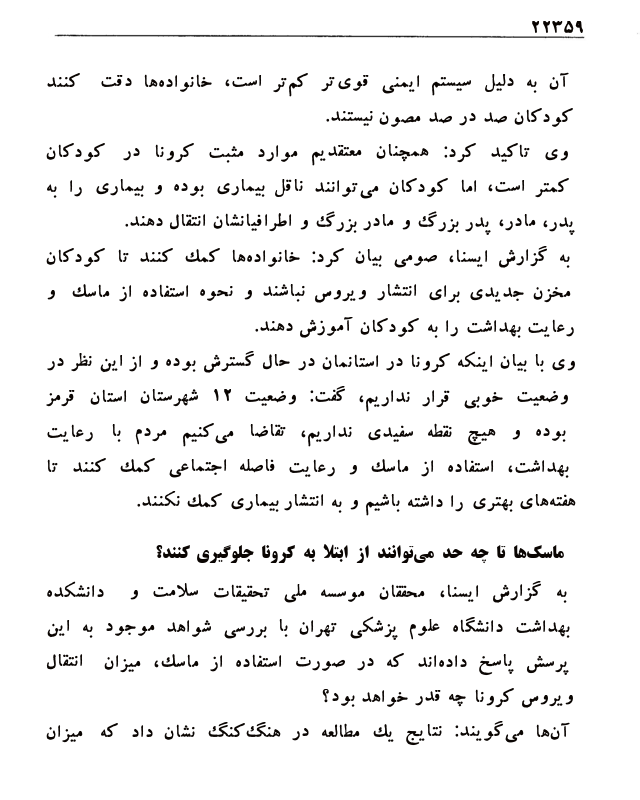 ۲۲۳۵۹
آن به دلیل سیستم ایمنی قوی‌تر کم‌تر است، خانواده‌ها دقت کنند
کودکان صد در صد مصون نیستند.
وی تاکید کرد: همچنان معتقدیم موارد مثبت کرونا در کودکان
کمتر است، اما کودکان می‌توانند ناقل بیماری بوده و بیماری را به
پدر، مادر، پدر بزرگ و مادر بزرگ و اطرافیانشان انتقال دهند.
به گزارش ایسنا، صومی بیان کرد: خانواده‌ها کمك کنند تا کودکان
مخزن جدیدی برای انتشار ویروس نباشند و نحوه استفاده از ماسك و
رعایت بهداشت را به کودکان آموزش دهند.
وی با بیان اینکه کرونا در استانمان در حال گسترش بوده و از این نظر در
وضعیت خوبی قرار نداریم، گفت: وضعیت ۱۲ شهرستان استان قرمز
بوده و هیچ نقطه سفیدی نداریم، تقاضا می‌کنیم مردم با رعایت
بهداشت، استفاده از ماسك و رعایت فاصله اجتماعی کمك کنند تا
هفته‌های بهتری را داشته باشیم و به انتشار بیماری کمك نکنند.
ماسک‌ها تا چه حد می‌توانند از ابتلا به کرونا جلوگیری کنند؟
به گزارش ایسنا، محققان موسسه ملی تحقیقات سلامت و دانشکده
بهداشت دانشگاه علوم پزشکی تهران با بررسی شواهد موجود به این
پرسش پاسخ داده‌اند که در صورت استفاده از ماسك، میزان انتقال
ویروس کرونا چه قدر خواهد بود؟
آن‌ها می‌گویند: نتایج یك مطالعه در هنگ‌کنگ نشان داد که میزان